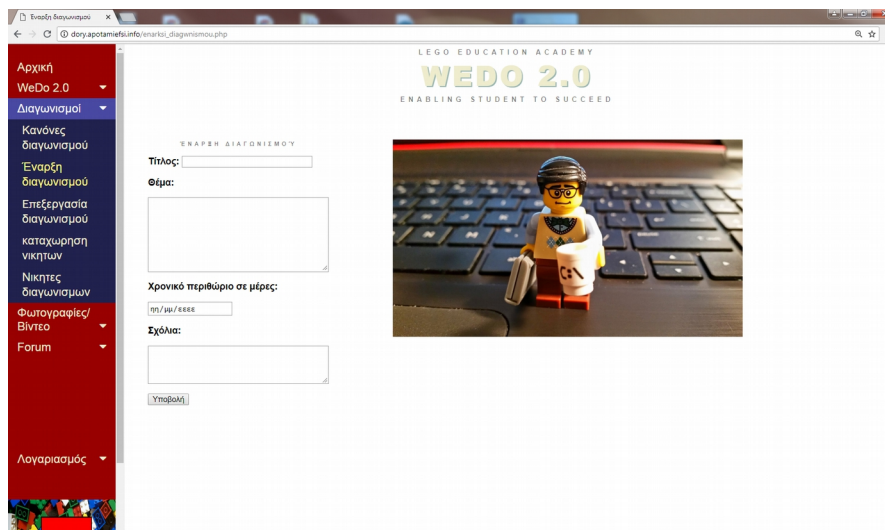 Έναρξη διαγωνισμού
dory.apotamiefsi.info/enarksi_diagwnismou.php
LEGO EDUCATION ACADEMY
WEDO 2.0
ENABLING STUDENT TO SUCCEED
Αρχική
WeDo 2.0
Διαγωνισμοί
Κανόνες
διαγωνισμού
Έναρξη
διαγωνισμού
Επεξεργασία
διαγωνισμού
καταχωρηση
νικητων
Νικητες
διαγωνισμων
Φωτογραφίες/
Βίντεο
Forum
Λογαριασμός
ΈΝΑΡΞΗ ΔΙΑΓΩΝΙΣΜΟΎ
Τίτλος:
Θέμα:
Χρονικό περιθώριο σε μέρες:
ηη/μμ/εεεε
Σχόλια:
Υποβολή
C:\